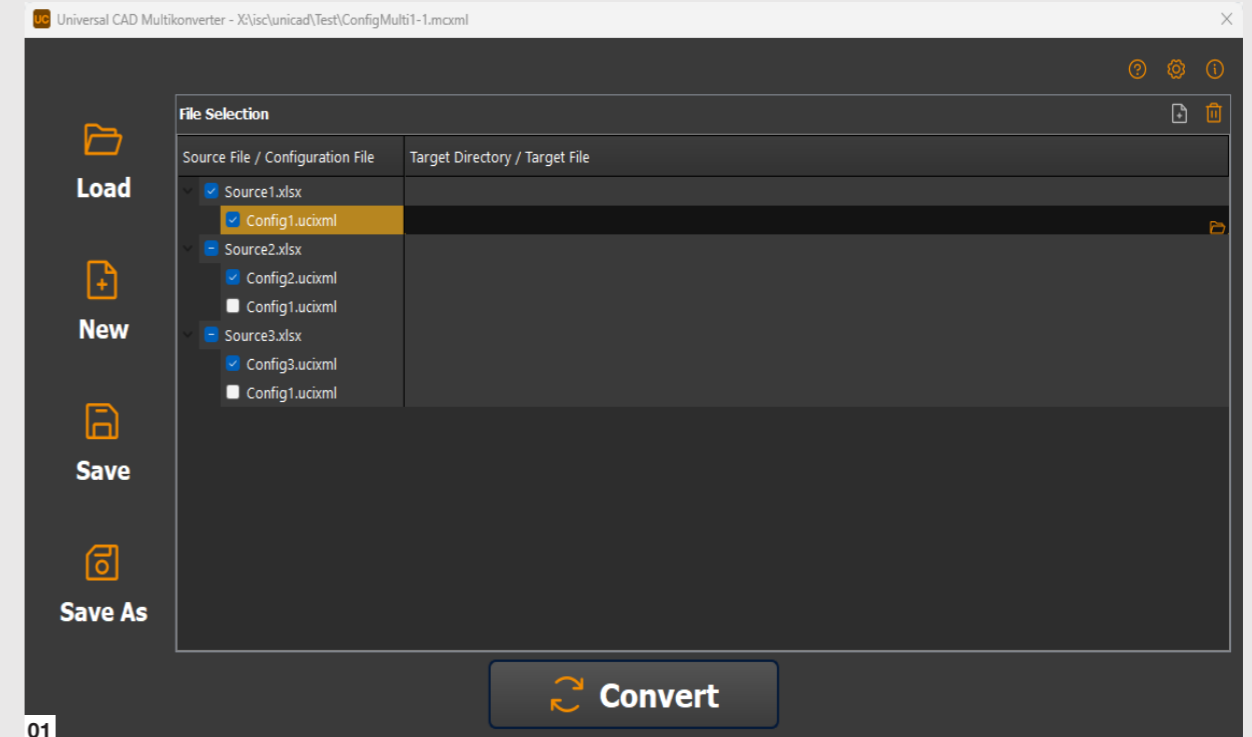 UC Universal CAD Multikonverter - X:\isc\unicad\Test\ConfigMulti1-1.mcxml
File Selection
Source File / Configuration File Target Directory / Target File
Load
Source1.xlsx
Config1.ucixml
Source2.xlsx
Config2.ucixml
New
Config1.ucixml
Source3.xlsx
Config3.ucixml
Config1.ucixml
Save
Save As
Convert
01